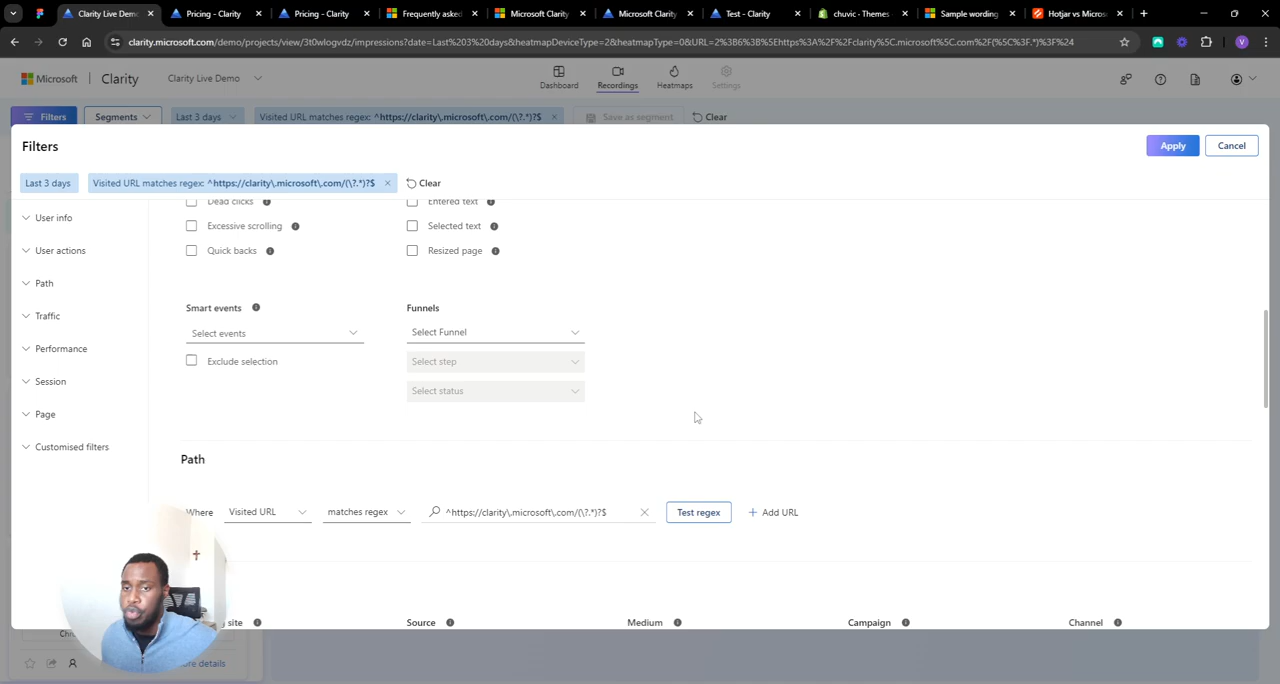 Clarity Live Demo
Pricing - Clarity
Pricing - Clarity
Frequently asked
Microsoft Clarity
Microsoft Clarity
Test - Clarity
chuvic - Themes
Sample wording
Hotjar vs Micros
clarity.microsoft.com/demo/projects/view/3t0wlogvdz/impressions?date=Last%203%20days&heatmapDeviceType=2&heatmapType=0&URL=2%3B6%3B%5Ehttps%3A%2F%2Fclarity%5C.microsoft%5C.com%2F(%5C%3F.*)%3F%24
V
Microsoft | Clarity
Clarity Live Demo
Dashboard
Recordings
Heatmaps
Settings
Filters
Segments
Last 3 days
Visited URL matches regex: ^https://clarity\.microsoft\.com/(\?.*)?$
Save as segment
Clear
Filters
Apply
Cancel
Last 3 days
Visited URL matches regex: ^https://clarity\.microsoft\.com/(\?.*)?$
Clear
User info
User actions
Path
Traffic
Performance
Session
Page
Customised filters
Dead clicks
Entered text
Excessive scrolling
Selected text
Quick backs
Resized page
Smart events
Funnels
Select events
Select Funnel
Exclude selection
Select step
Select status
Path
Where
Visited URL
matches regex
^https://clarity\.microsoft\.com/(\?.*)?$
Test regex
+ Add URL
site
Source
Medium
Campaign
Channel
details